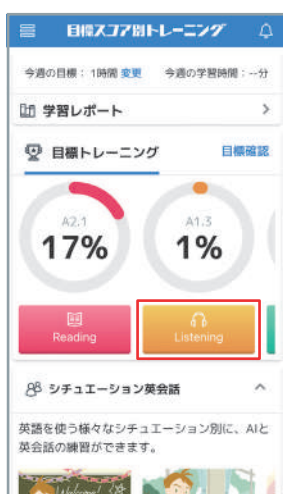 目標スコア別トレーニング
今週の目標：1時間 変更 今週の学習時間：--分
学習レポート
目標トレーニング 目標確認
A2.1
17%
A1.3
1%
Reading
Listening
シチュエーション英会話
英語を使う様々なシチュエーション別に、AIと
英会話の練習ができます。